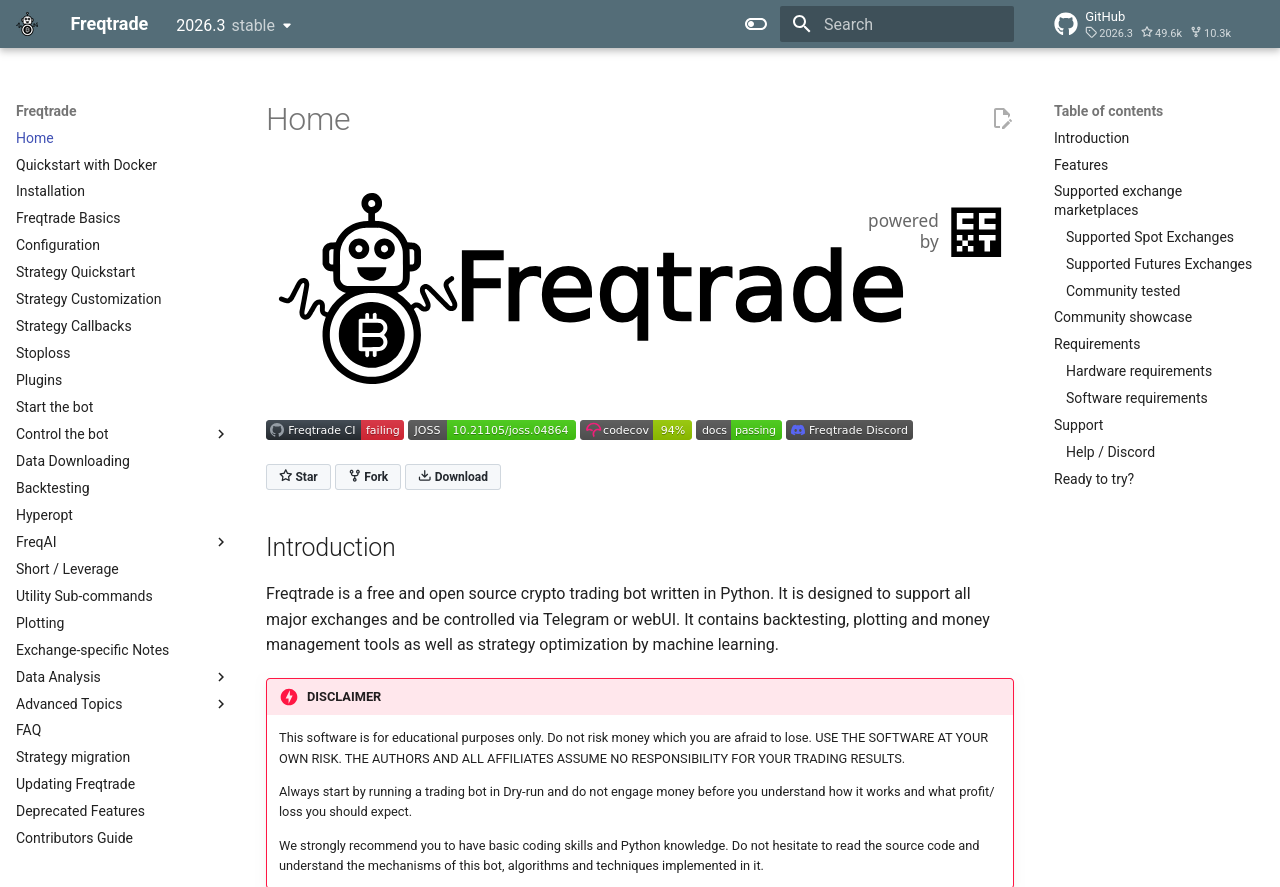 Freqtrade
2026.3 stable
Search
GitHub
2026.3 49.6k 10.3k
Freqtrade
Home
Quickstart with Docker
Installation
Freqtrade Basics
Configuration
Strategy Quickstart
Strategy Customization
Strategy Callbacks
Stoploss
Plugins
Start the bot
Control the bot
Data Downloading
Backtesting
Hyperopt
FreqAI
Short / Leverage
Utility Sub-commands
Plotting
Exchange-specific Notes
Data Analysis
Advanced Topics
FAQ
Strategy migration
Updating Freqtrade
Deprecated Features
Contributors Guide
Home
Freqtrade
powered
by
Freqtrade CI failing JOSS 10.21105/joss.04864 codecov 94% docs passing Freqtrade Discord
Star Fork Download
Introduction
Freqtrade is a free and open source crypto trading bot written in Python. It is designed to support all
major exchanges and be controlled via Telegram or webUI. It contains backtesting, plotting and money
management tools as well as strategy optimization by machine learning.
DISCLAIMER
This software is for educational purposes only. Do not risk money which you are afraid to lose. USE THE SOFTWARE AT YOUR
OWN RISK. THE AUTHORS AND ALL AFFILIATES ASSUME NO RESPONSIBILITY FOR YOUR TRADING RESULTS.
Always start by running a trading bot in Dry-run and do not engage money before you understand how it works and what profit/
loss you should expect.
We strongly recommend you to have basic coding skills and Python knowledge. Do not hesitate to read the source code and
understand the mechanisms of this bot, algorithms and techniques implemented in it.
Table of contents
Introduction
Features
Supported exchange
marketplaces
Supported Spot Exchanges
Supported Futures Exchanges
Community tested
Community showcase
Requirements
Hardware requirements
Software requirements
Support
Help / Discord
Ready to try?